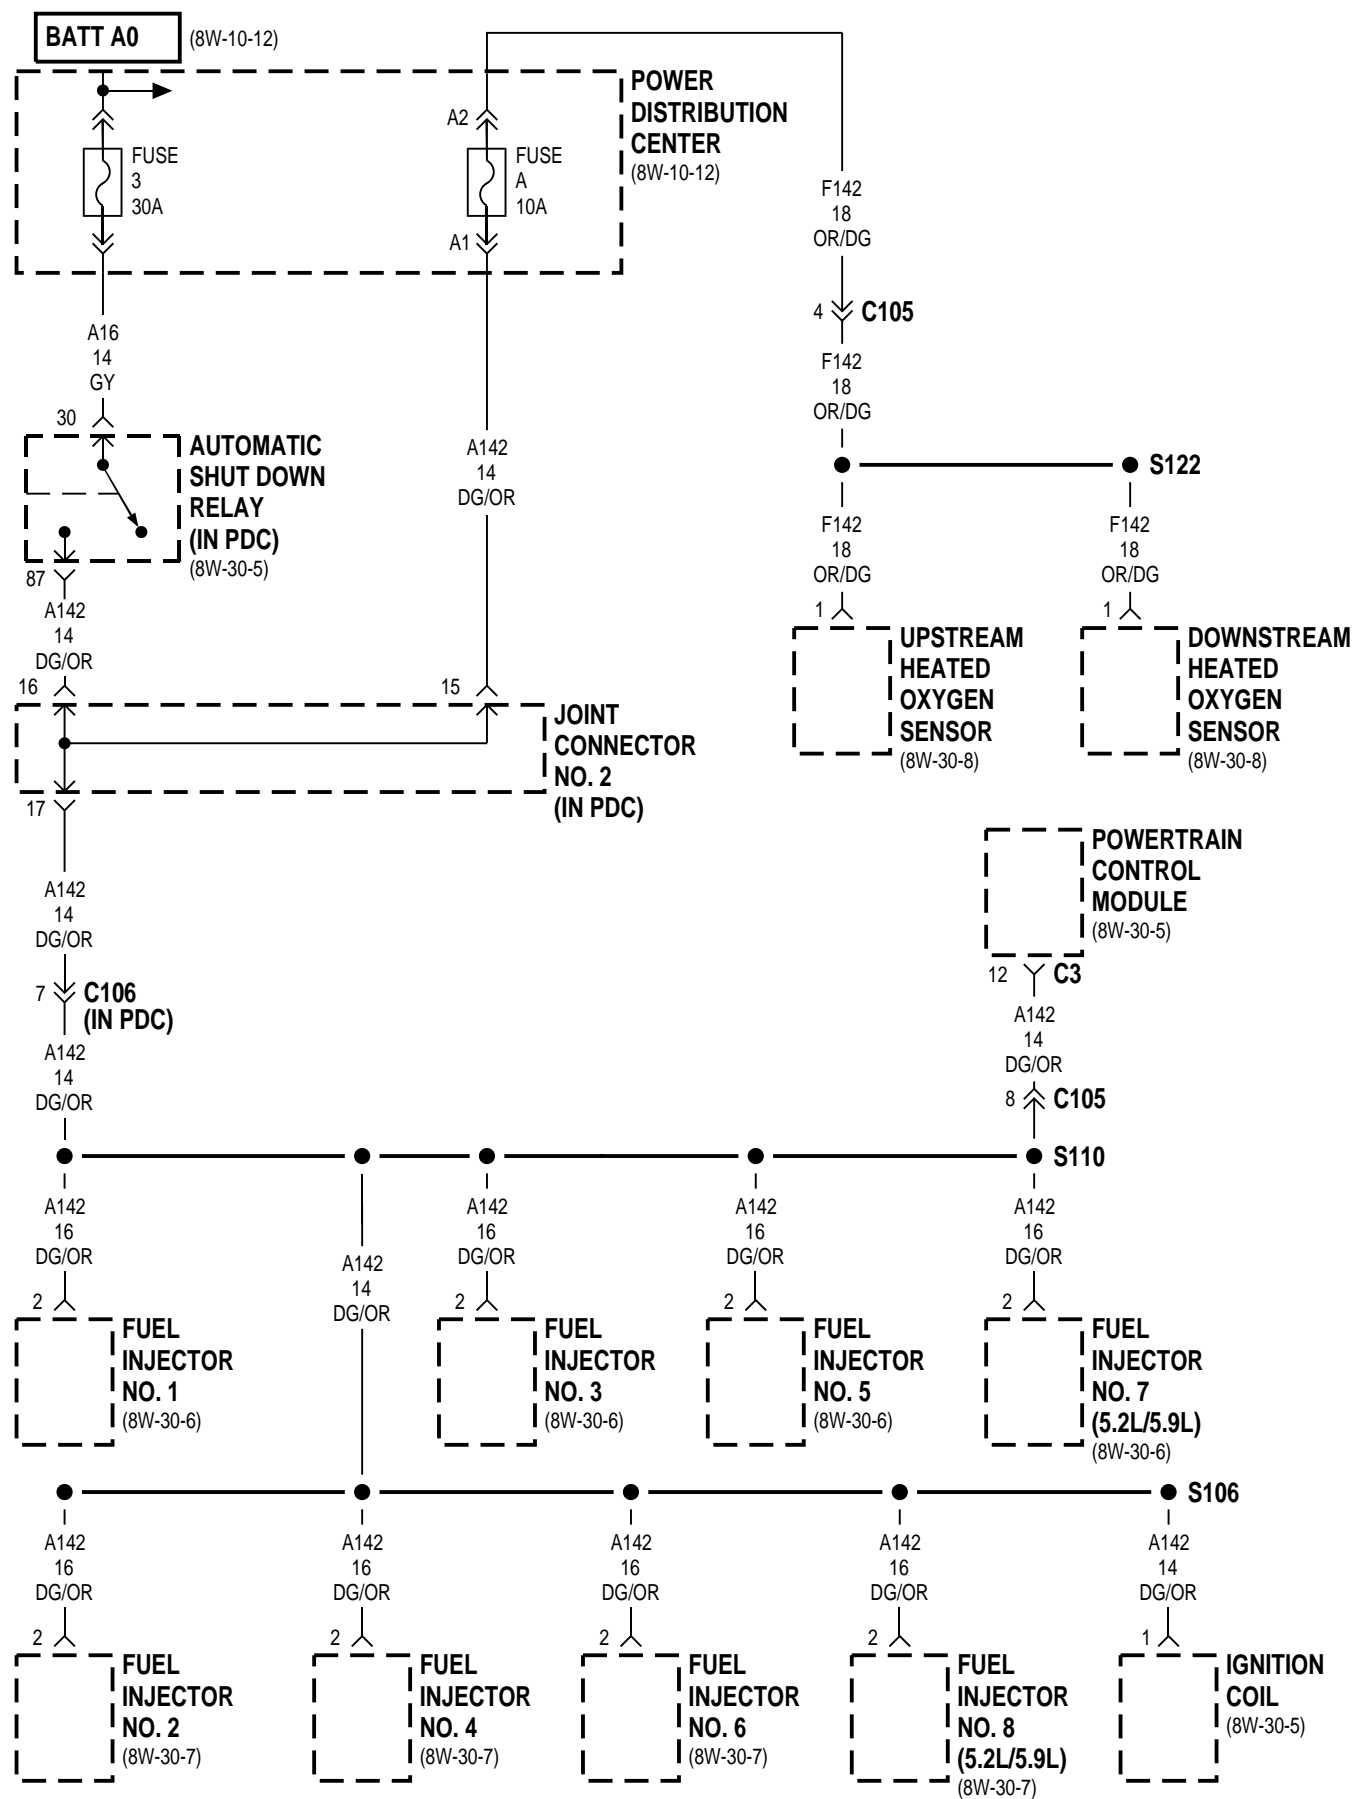 BATT A0
(8W-10-12)
POWER
DISTRIBUTION
CENTER
(8W-10-12)
A2
FUSE
3
30A
FUSE
A
10A
A1
F142
18
OR/DG
4
C105
F142
18
OR/DG
A16
14
GY
30
AUTOMATIC
SHUT DOWN
RELAY
(IN PDC)
(8W-30-5)
87
A142
14
DG/OR
A142
14
DG/OR
S122
F142
18
OR/DG
F142
18
OR/DG
1
UPSTREAM
HEATED
OXYGEN
SENSOR
(8W-30-8)
1
DOWNSTREAM
HEATED
OXYGEN
SENSOR
(8W-30-8)
16
15
JOINT
CONNECTOR
NO. 2
(IN PDC)
17
A142
14
DG/OR
7
C106
(IN PDC)
A142
14
DG/OR
POWERTRAIN
CONTROL
MODULE
(8W-30-5)
12
C3
A142
14
DG/OR
8
C105
S110
A142
16
DG/OR
A142
14
DG/OR
A142
16
DG/OR
A142
16
DG/OR
A142
16
DG/OR
2
FUEL
INJECTOR
NO. 1
(8W-30-6)
2
FUEL
INJECTOR
NO. 3
(8W-30-6)
2
FUEL
INJECTOR
NO. 5
(8W-30-6)
2
FUEL
INJECTOR
NO. 7
(5.2L/5.9L)
(8W-30-6)
S106
A142
16
DG/OR
A142
16
DG/OR
A142
16
DG/OR
A142
16
DG/OR
A142
14
DG/OR
2
FUEL
INJECTOR
NO. 2
(8W-30-7)
2
FUEL
INJECTOR
NO. 4
(8W-30-7)
2
FUEL
INJECTOR
NO. 6
(8W-30-7)
2
FUEL
INJECTOR
NO. 8
(5.2L/5.9L)
(8W-30-7)
1
IGNITION
COIL
(8W-30-5)